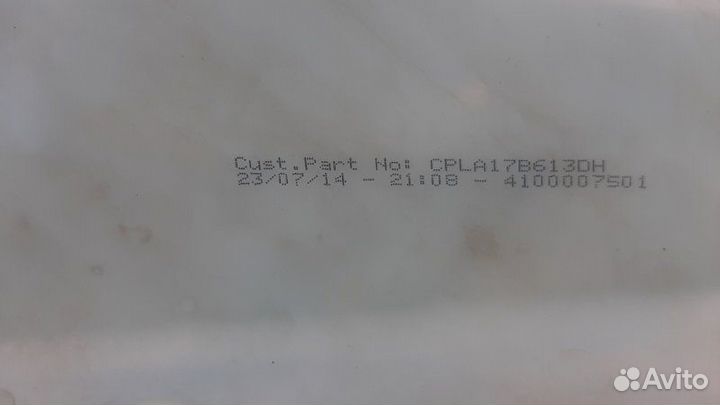 Cust.Part No: CPLA17B613DH
23/07/14 - 21:08 - 4100007501
Avito